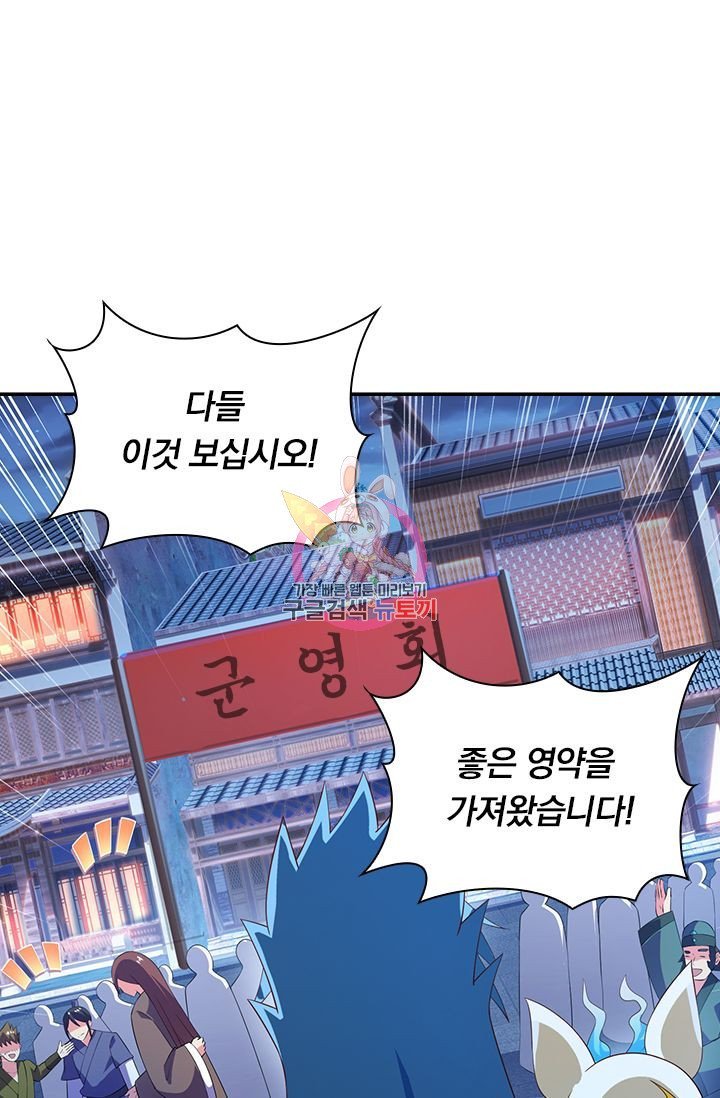 다들
이것 보십시오!
가장 빠른 웹툰 미리보기
구글검색 뉴토끼
군영회
좋은 영약을
가져왔습니다!